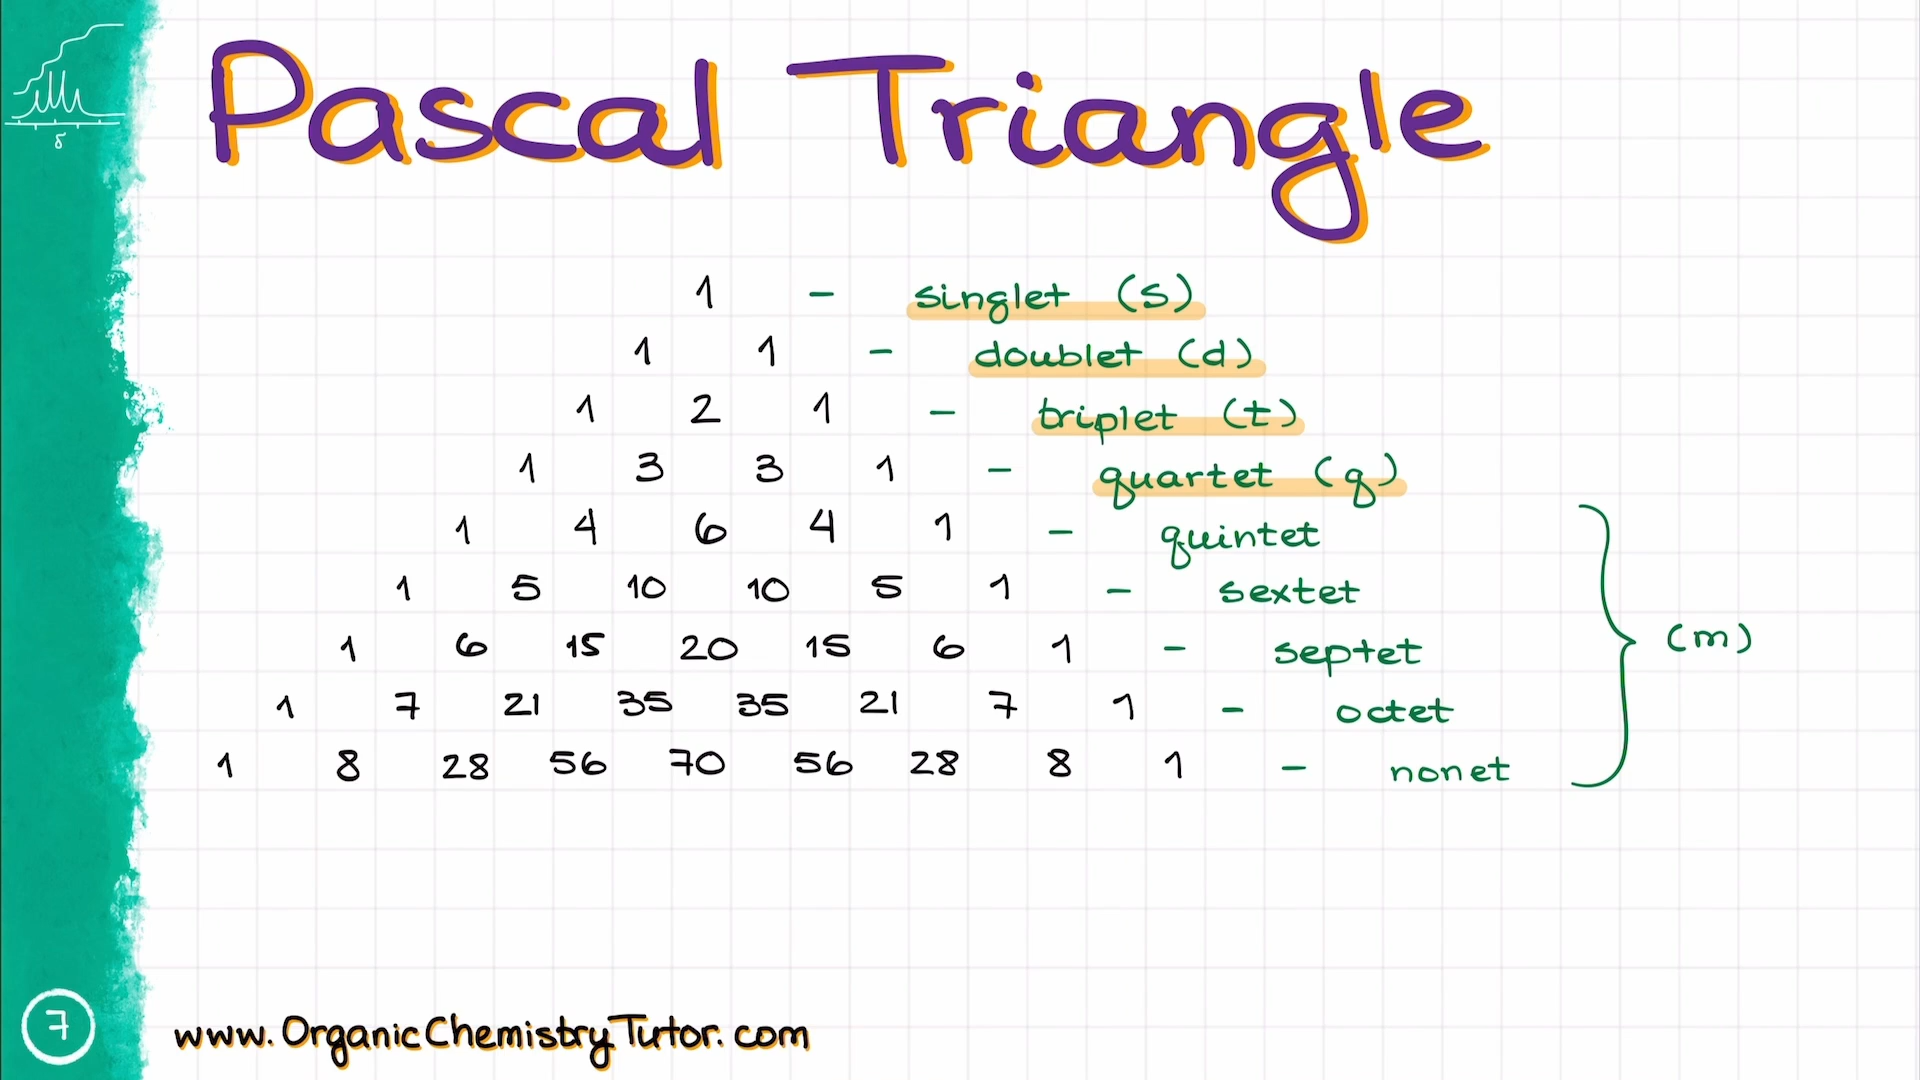 δ
Pascal Triangle
1 - singlet (s)
1 1 - doublet (d)
1 2 1 - triplet (t)
1 3 3 1 - quartet (q)
1 4 6 4 1 - quintet
1 5 10 10 5 1 - sextet
1 6 15 20 15 6 1 - septet
(m)
1 7 21 35 35 21 7 1 - octet
1 8 28 56 70 56 28 8 1 - nonet
7
www.OrganicChemistryTutor.com